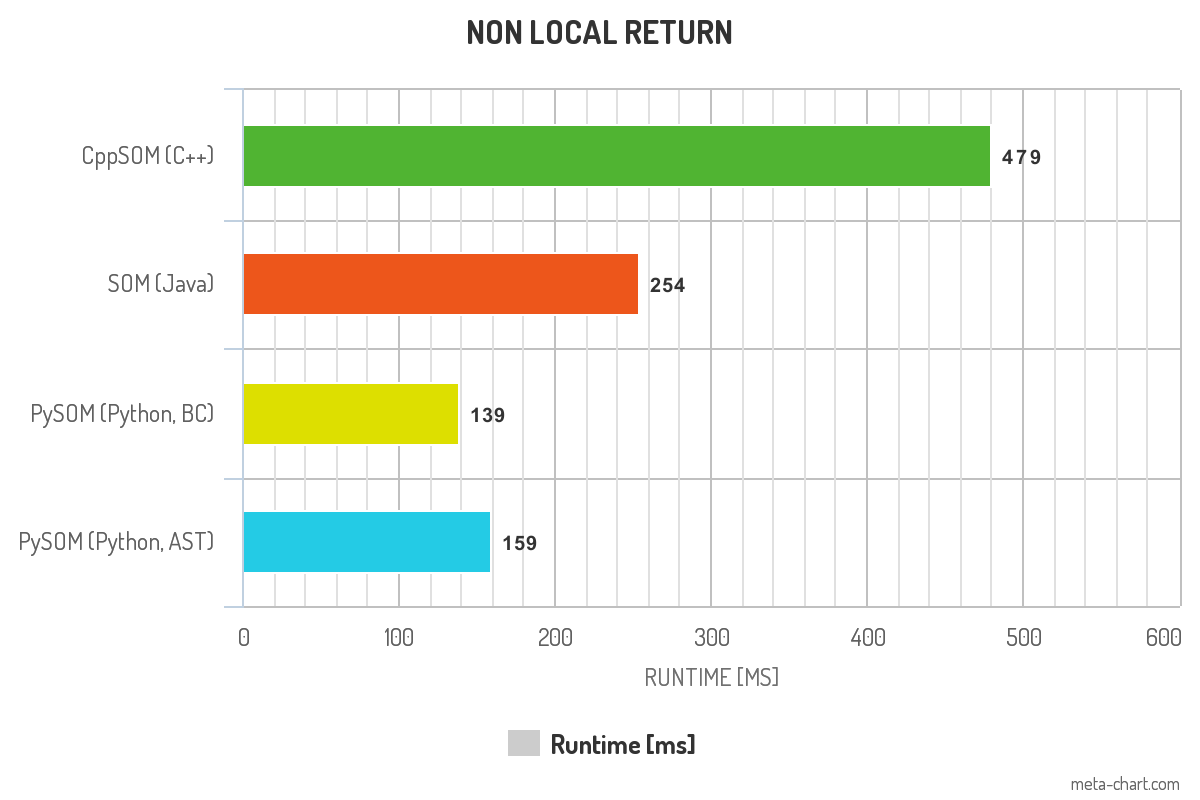 NON LOCAL RETURN
CppSOM (C++)
479
SOM (Java)
254
PySOM (Python, BC)
139
PySOM (Python, AST)
159
0 100 200 300 400 500 600
RUNTIME [MS]
Runtime [ms]
meta-chart.com